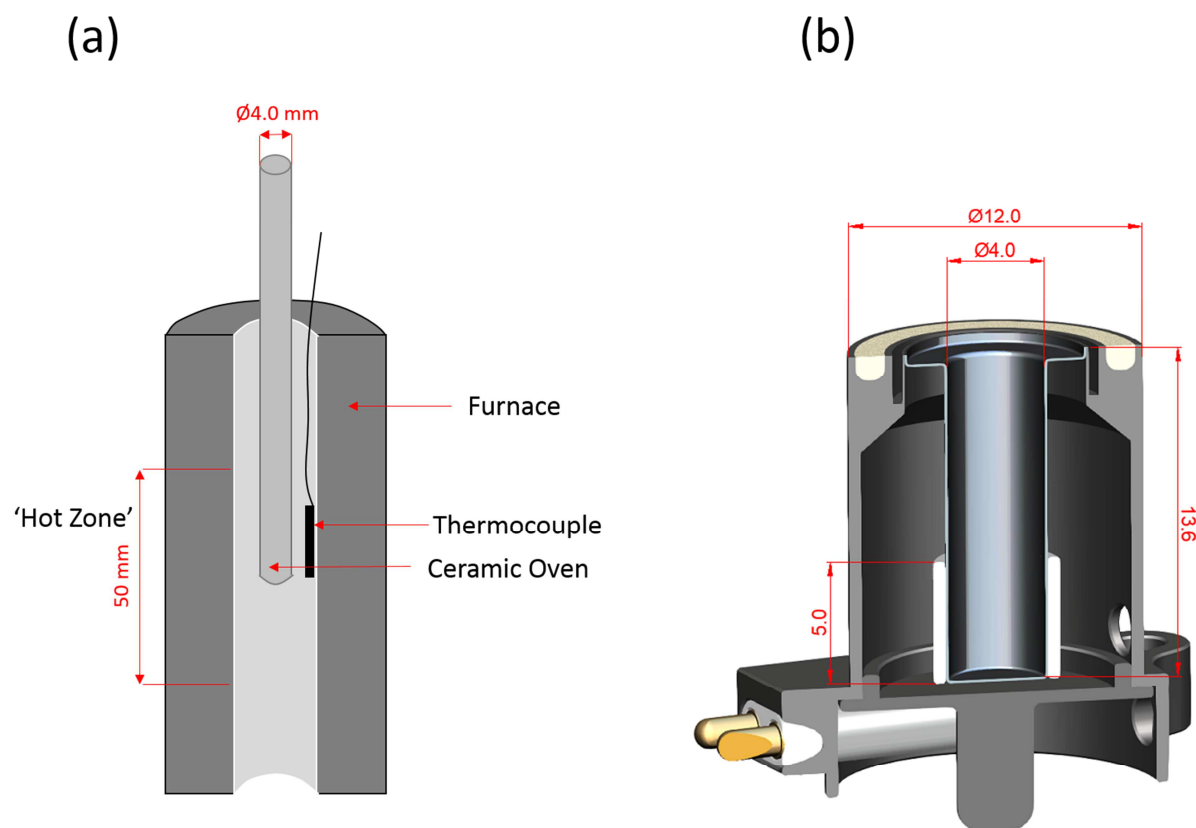 (a)
(b)
Ø4.0 mm
Furnace
'Hot Zone'
50 mm
Thermocouple
Ceramic Oven
Ø12.0
Ø4.0
13.6
5.0